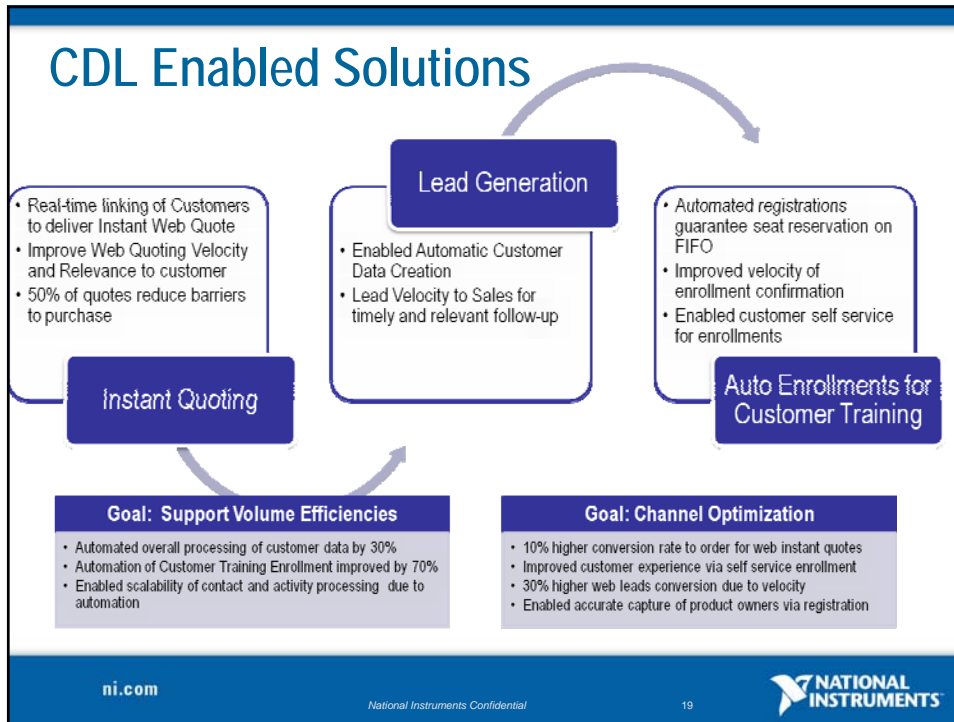 CDL Enabled Solutions
• Real-time linking of Customers
to deliver Instant Web Quote
• Improve Web Quoting Velocity
and Relevance to customer
• 50% of quotes reduce barriers
to purchase
Instant Quoting
Lead Generation
• Enabled Automatic Customer
Data Creation
• Lead Velocity to Sales for
timely and relevant follow-up
• Automated registrations
guarantee seat reservation on
FIFO
• Improved velocity of
enrollment confirmation
• Enabled customer self service
for enrollments
Auto Enrollments for
Customer Training
Goal: Support Volume Efficiencies
• Automated overall processing of customer data by 30%
• Automation of Customer Training Enrollment improved by 70%
• Enabled scalability of contact and activity processing due to
automation
Goal: Channel Optimization
• 10% higher conversion rate to order for web instant quotes
• Improved customer experience via self service enrollment
• 30% higher web leads conversion due to velocity
• Enabled accurate capture of product owners via registration
ni.com
National Instruments Confidential
19
NATIONAL
INSTRUMENTS